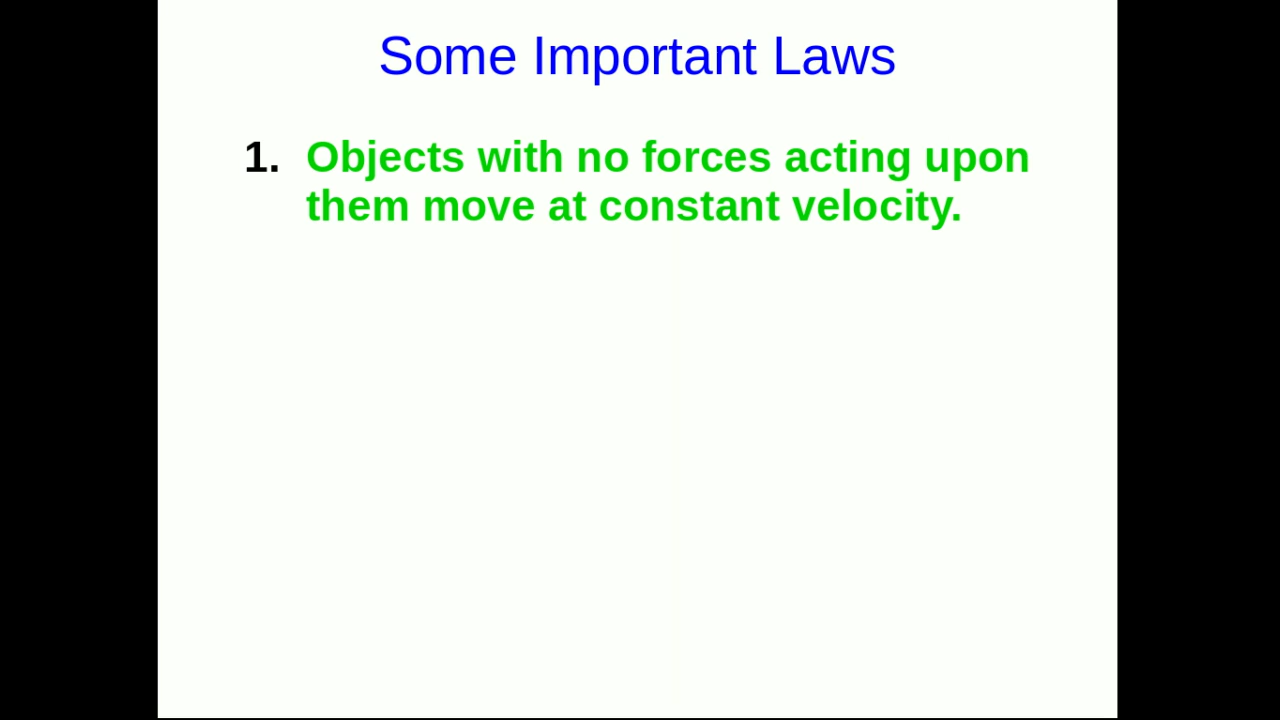 Some Important Laws
1. Objects with no forces acting upon
them move at constant velocity.